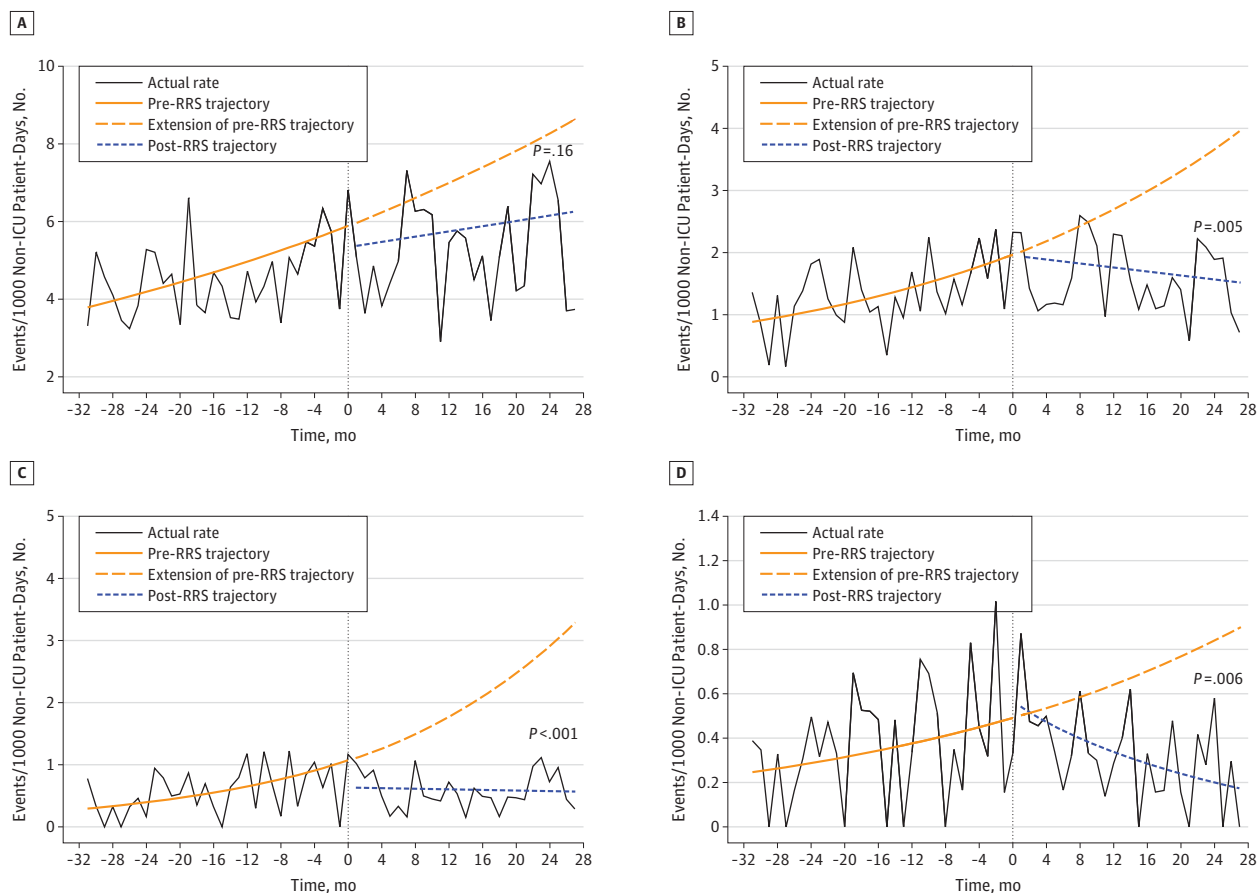 A
Events/1000 Non-ICU Patient-Days, No.
10
8
6
4
2
Actual rate
Pre-RRS trajectory
Extension of pre-RRS trajectory
Post-RRS trajectory
P=.16
-32 -28 -24 -20 -16 -12 -8 -4 0 4 8 12 16 20 24 28
Time, mo
B
Events/1000 Non-ICU Patient-Days, No.
5
4
3
2
1
0
Actual rate
Pre-RRS trajectory
Extension of pre-RRS trajectory
Post-RRS trajectory
P=.005
-32 -28 -24 -20 -16 -12 -8 -4 0 4 8 12 16 20 24 28
Time, mo
C
Events/1000 Non-ICU Patient-Days, No.
5
4
3
2
1
0
Actual rate
Pre-RRS trajectory
Extension of pre-RRS trajectory
Post-RRS trajectory
P<.001
-32 -28 -24 -20 -16 -12 -8 -4 0 4 8 12 16 20 24 28
Time, mo
D
Events/1000 Non-ICU Patient-Days, No.
1.4
1.2
1.0
0.8
0.6
0.4
0.2
0
Actual rate
Pre-RRS trajectory
Extension of pre-RRS trajectory
Post-RRS trajectory
P=.006
-32 -28 -24 -20 -16 -12 -8 -4 0 4 8 12 16 20 24 28
Time, mo